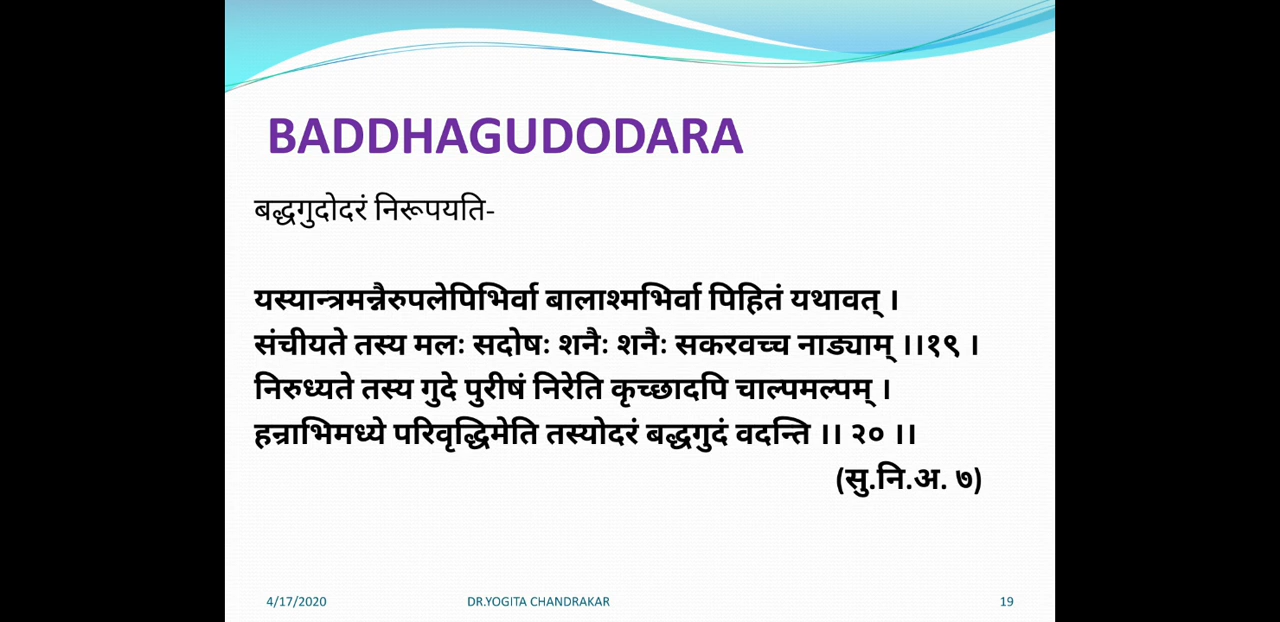 BADDHAGUDODARA
बद्धगुदोदरं निरूपयति-
यस्यान्त्रमन्नैरुपलेपिभिर्वा बालाश्मभिर्वा पिहितं यथावत् ।
संचीयते तस्य मलः सदोषः शनैः शनैः सकरवच्च नाड्याम् ।।१९ ।
निरुध्यते तस्य गुदे पुरीषं निरेति कृच्छादपि चाल्पमल्पम् ।
हन्राभिमध्ये परिवृद्धिमेति तस्योदरं बद्धगुदं वदन्ति ।। २० ।।
(सु.नि.अ. ७)
4/17/2020 DR.YOGITA CHANDRAKAR 19